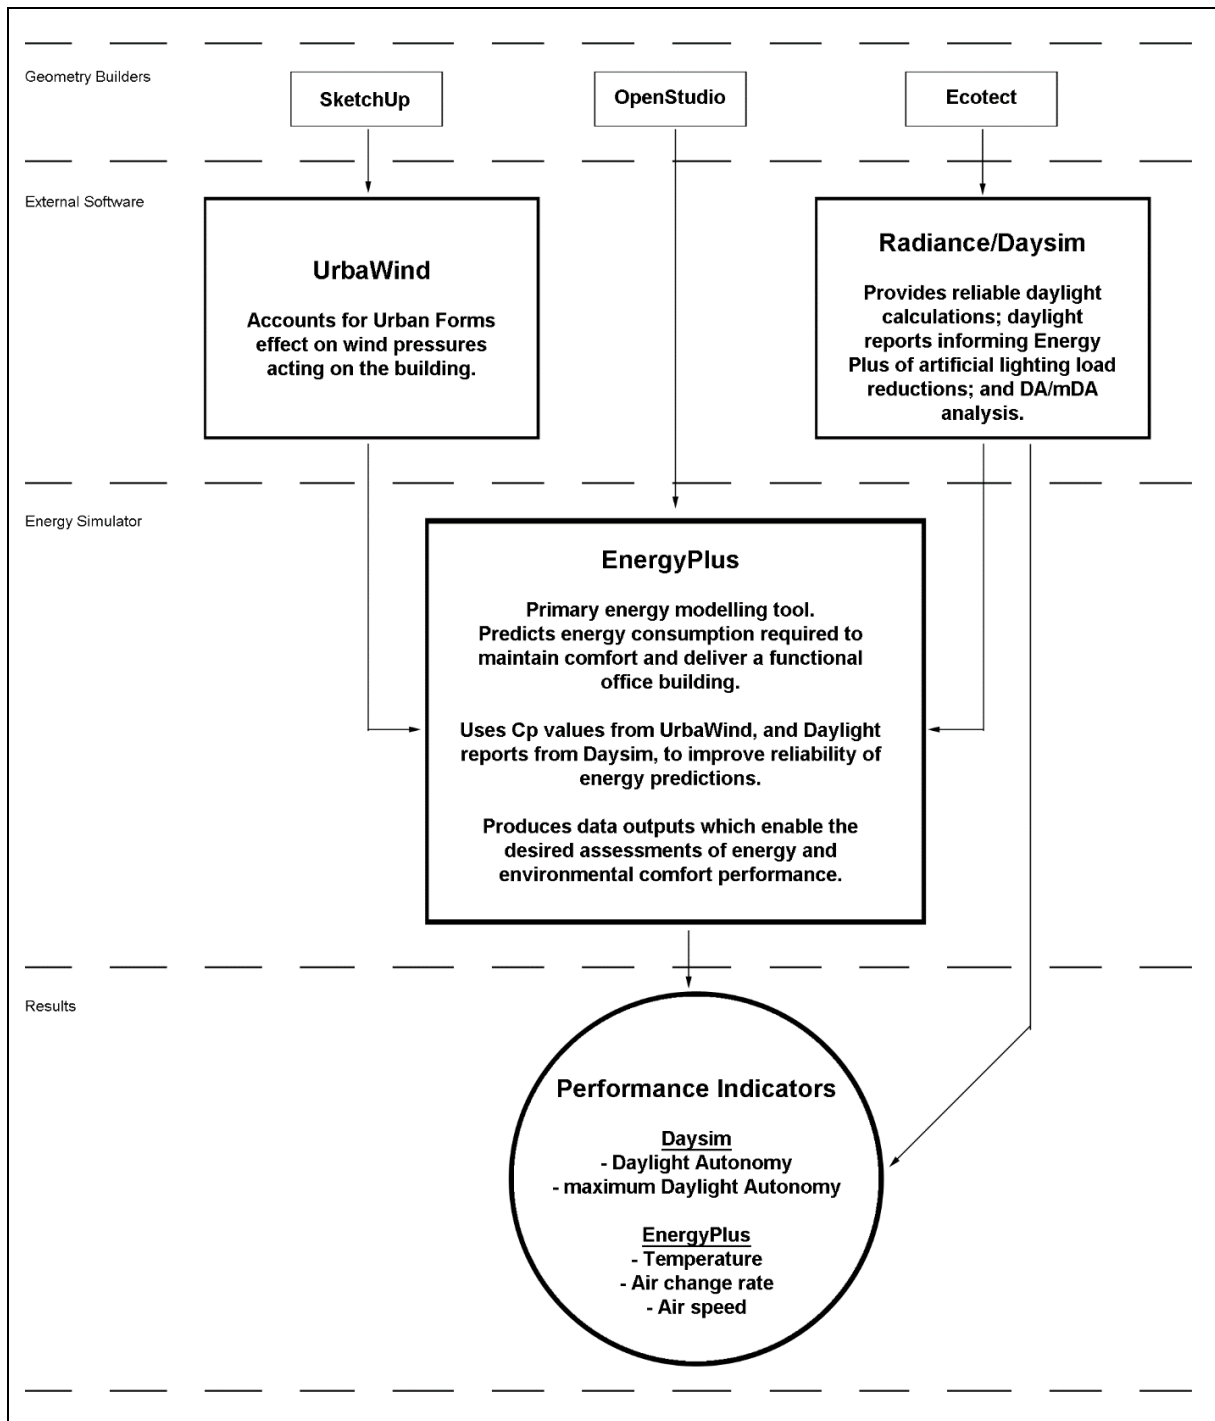 Geometry Builders
SketchUp
OpenStudio
Ecotect
External Software
UrbaWind
Accounts for Urban Forms
effect on wind pressures
acting on the building.
Radiance/Daysim
Provides reliable daylight
calculations; daylight
reports informing Energy
Plus of artificial lighting load
reductions; and DA/mDA
analysis.
Energy Simulator
EnergyPlus
Primary energy modelling tool.
Predicts energy consumption required to
maintain comfort and deliver a functional
office building.
Uses Cp values from UrbaWind, and Daylight
reports from Daysim, to improve reliability of
energy predictions.
Produces data outputs which enable the
desired assessments of energy and
environmental comfort performance.
Results
Performance Indicators
Daysim
- Daylight Autonomy
- maximum Daylight Autonomy
EnergyPlus
- Temperature
- Air change rate
- Air speed